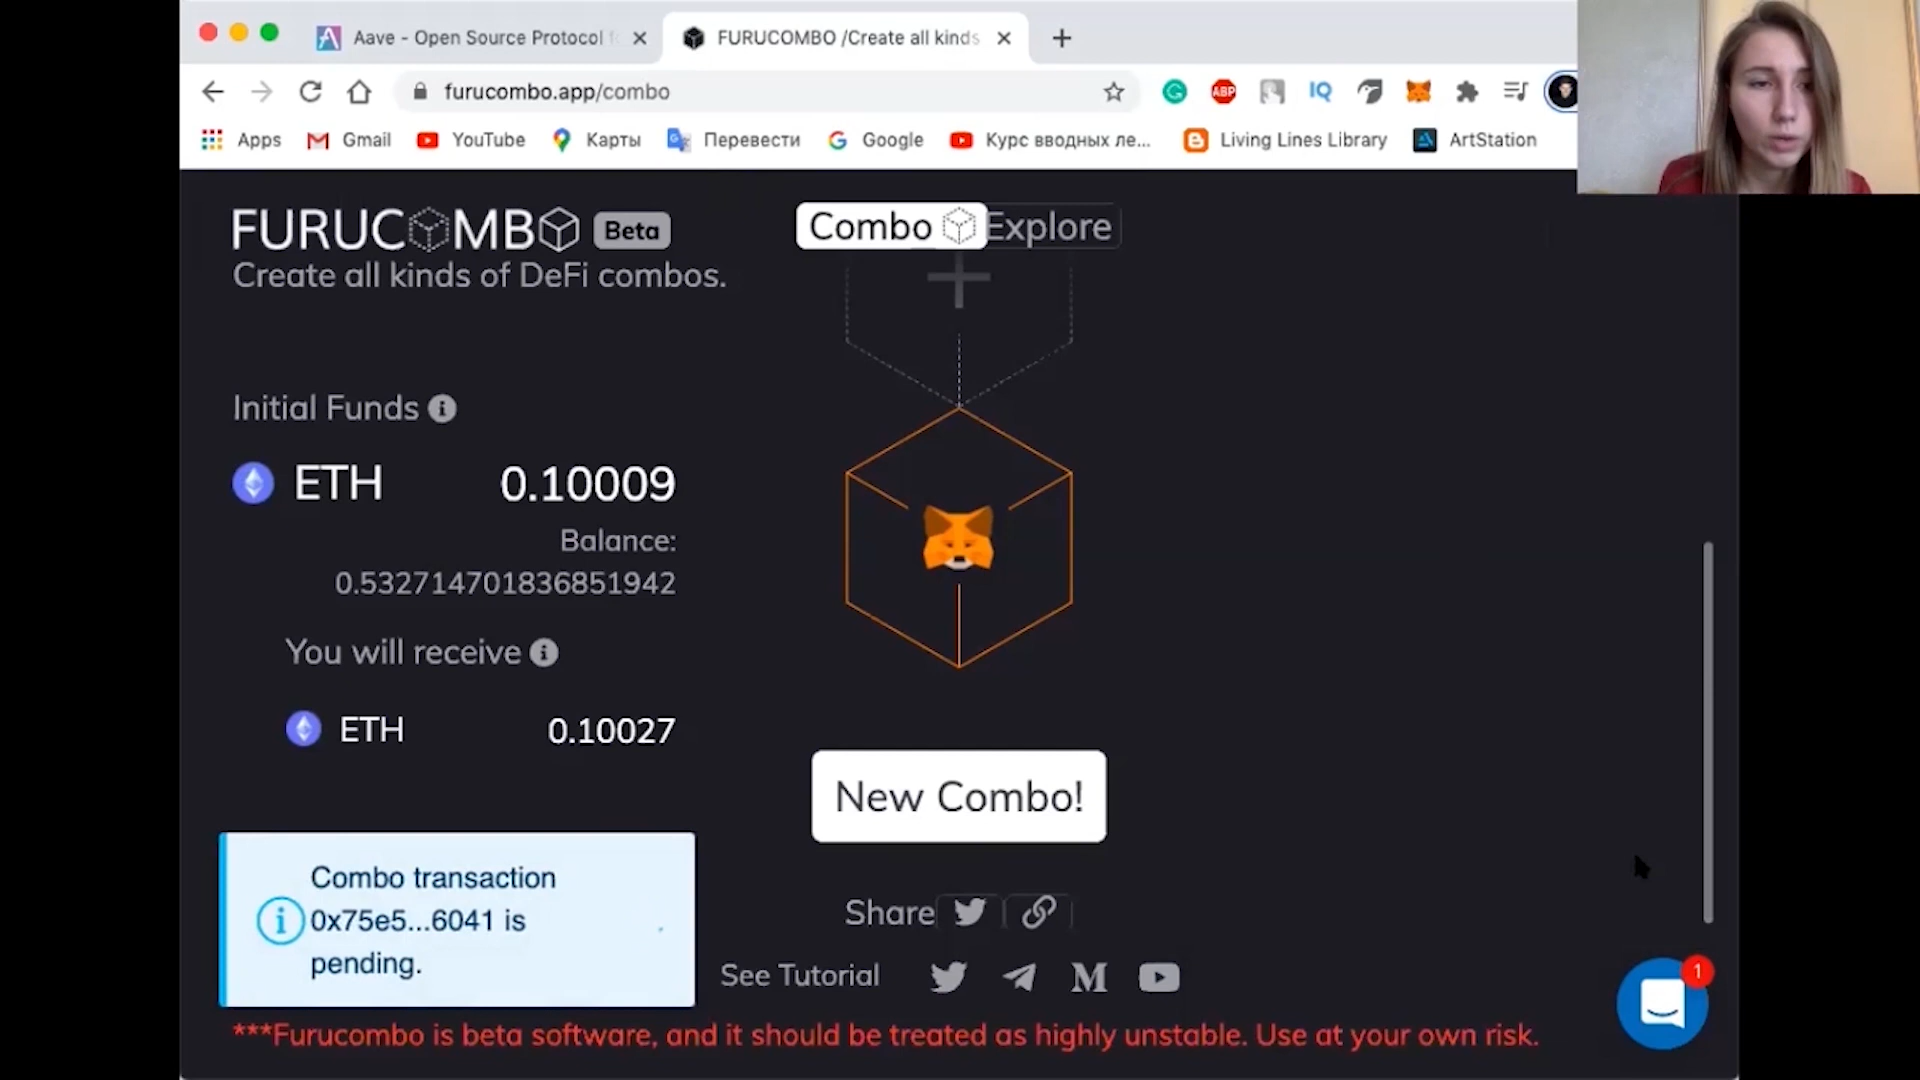 Aave - Open Source Protocol f
FURUCOMBO /Create all kinds
furucombo.app/combo
ABP
IQ
Apps
Gmail
YouTube
Карты
Перевести
Google
Курс вводных ле...
Living Lines Library
ArtStation
FURUCOMBO Beta
Create all kinds of DeFi combos.
Combo
Explore
Initial Funds
ETH 0.10009
Balance:
0.532714701836851942
You will receive
ETH 0.10027
New Combo!
Combo transaction
0x75e5...6041 is
pending.
Share
See Tutorial
1
***Furucombo is beta software, and it should be treated as highly unstable. Use at your own risk.